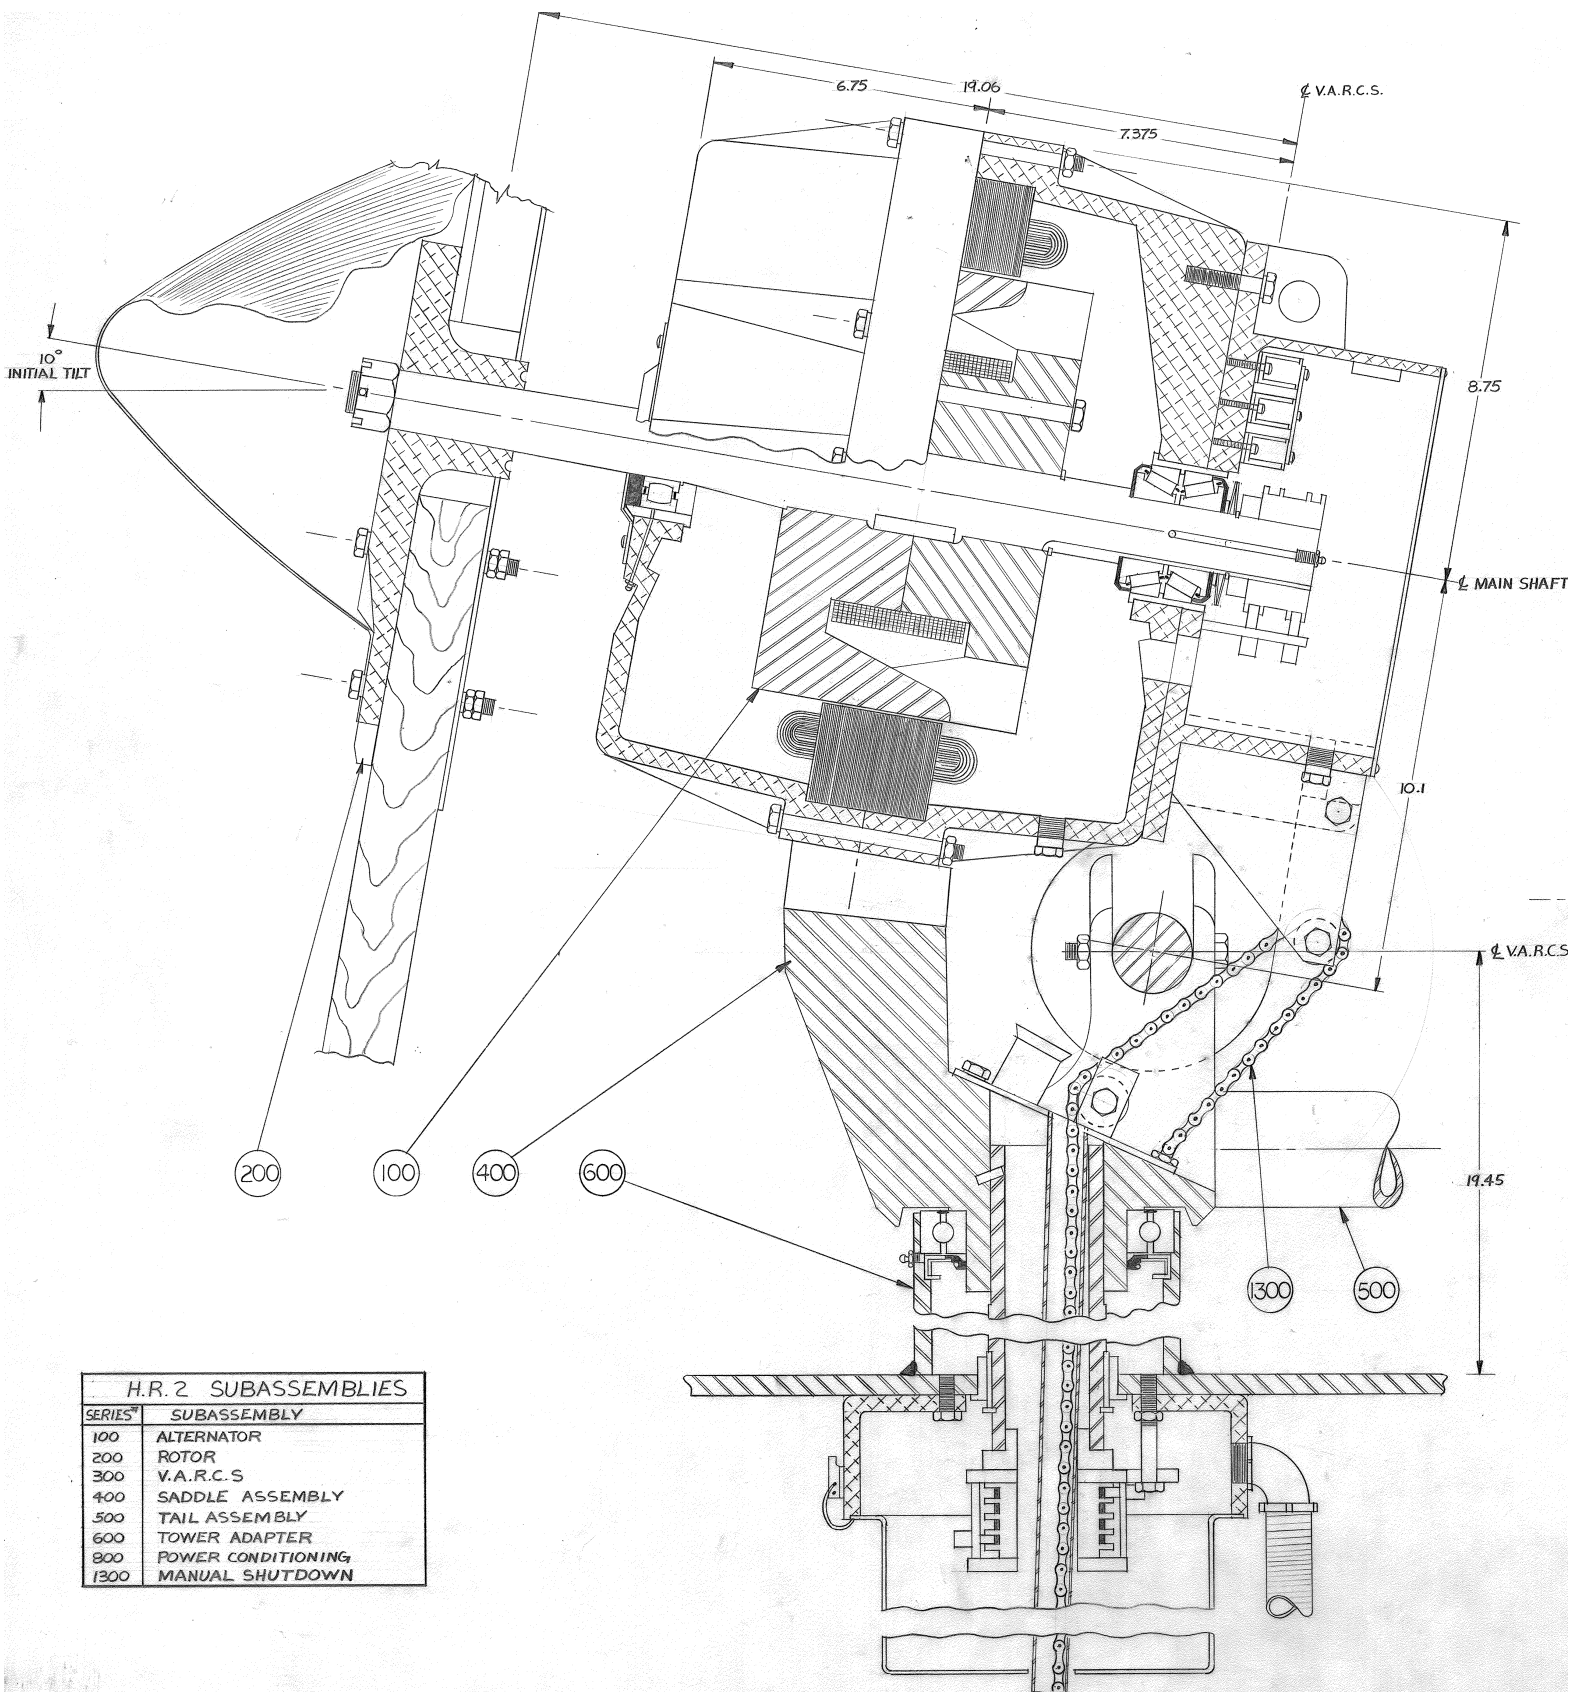 6.75
19.06
℄ V.A.R.C.S.
7.375
10°
INITIAL TILT
8.75
℄ MAIN SHAFT
10.1
℄ V.A.R.C.S
200
100
400
600
19.45
1300
500
H.R.2 SUBASSEMBLIES
SERIES# SUBASSEMBLY
100 ALTERNATOR
200 ROTOR
300 V.A.R.C.S
400 SADDLE ASSEMBLY
500 TAIL ASSEMBLY
600 TOWER ADAPTER
800 POWER CONDITIONING
1300 MANUAL SHUTDOWN